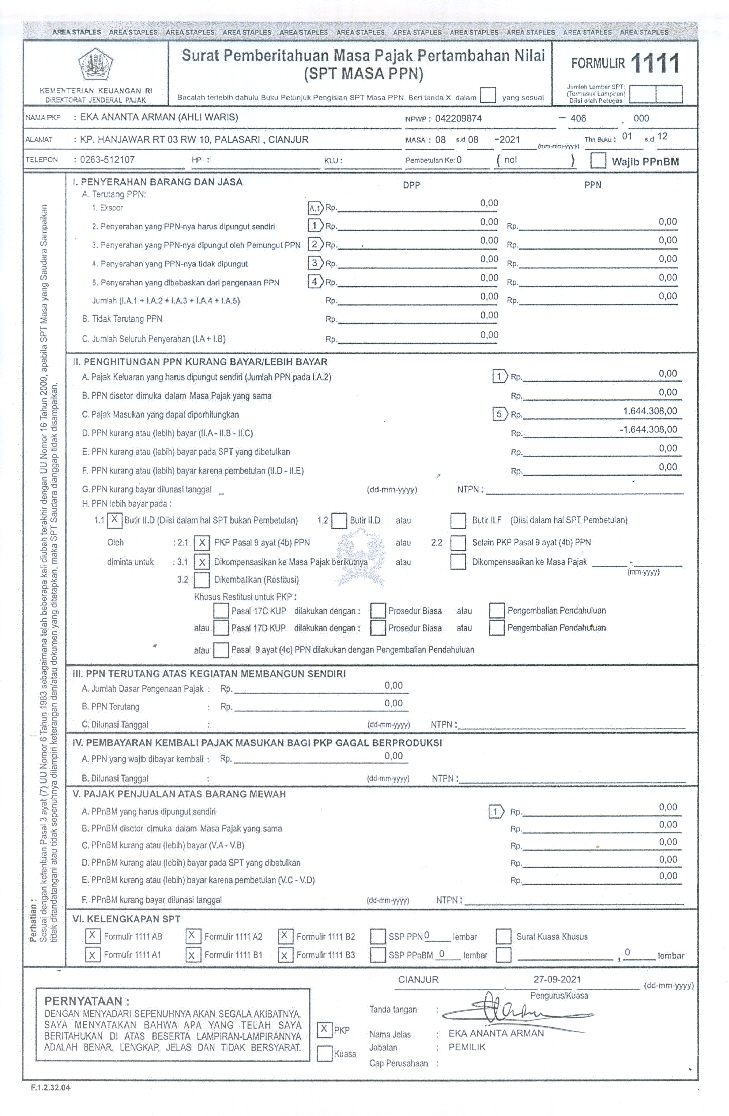 AREA STAPLES AREA STAPLES AREA STAPLES AREA STAPLES AREA STAPLES AREA STAPLES AREA STAPLES AREA STAPLES AREA STAPLES AREA STAPLES AREA STAPLES
KEMENTERIAN KEUANGAN RI
DIREKTORAT JENDERAL PAJAK
Surat Pemberitahuan Masa Pajak Pertambahan Nilai
(SPT MASA PPN)
Bacalah terlebih dahulu Buku Petunjuk Pengisian SPT Masa PPN, Beri tanda X dalam yang sesuai
FORMULIR 1111
Jumlah Lembar SPT:
(Termasuk Lampiran)
Diisi oleh Petugas
NAMA PKP : EKA ANANTA ARMAN (AHLI WARIS) NPWP : 042209874 – 406 . 000
ALAMAT : KP. HANJAWAR RT 03 RW 10, PALASARI , CIANJUR MASA : 08 s.d 08 -2021 (mm-mm-yyyy) Thn Buku : 01 s.d 12
TELEPON : 0263-512107 HP : KLU : Pembetulan Ke: 0 ( nol ) Wajib PPnBM
I. PENYERAHAN BARANG DAN JASA DPP PPN
A. Terutang PPN:
1. Ekspor A.1 Rp. 0,00
2. Penyerahan yang PPN-nya harus dipungut sendiri 1 Rp. 0,00 Rp. 0,00
3. Penyerahan yang PPN-nya dipungut oleh Pemungut PPN 2 Rp. 0,00 Rp. 0,00
4. Penyerahan yang PPN-nya tidak dipungut 3 Rp. 0,00 Rp. 0,00
5. Penyerahan yang dibebaskan dari pengenaan PPN 4 Rp. 0,00 Rp. 0,00
Jumlah (I.A.1 + I.A.2 + I.A.3 + I.A.4 + I.A.5) Rp. 0,00 Rp. 0,00
B. Tidak Terutang PPN Rp. 0,00
C. Jumlah Seluruh Penyerahan (I.A + I.B) Rp. 0,00
II. PENGHITUNGAN PPN KURANG BAYAR/LEBIH BAYAR
A. Pajak Keluaran yang harus dipungut sendiri (Jumlah PPN pada I.A.2) 1 Rp. 0,00
B. PPN disetor dimuka dalam Masa Pajak yang sama Rp. 0,00
C. Pajak Masukan yang dapat diperhitungkan 5 Rp. 1.644.308,00
D. PPN kurang atau (lebih) bayar (II.A - II.B - II.C) Rp. -1.644.308,00
E. PPN kurang atau (lebih) bayar pada SPT yang dibetulkan Rp. 0,00
F. PPN kurang atau (lebih) bayar karena pembetulan (II.D - II.E) Rp. 0,00
G. PPN kurang bayar dilunasi tanggal (dd-mm-yyyy) NTPN :
H. PPN lebih bayar pada :
1.1 X Butir II.D (Diisi dalam hal SPT bukan Pembetulan) 1.2 Butir II.D atau Butir II.F (Diisi dalam hal SPT Pembetulan)
Oleh : 2.1 X PKP Pasal 9 ayat (4b) PPN atau 2.2 Selain PKP Pasal 9 ayat (4b) PPN
diminta untuk : 3.1 X Dikompensasikan ke Masa Pajak berikutnya atau Dikompensasikan ke Masa Pajak -
(mm-yyyy)
3.2 Dikembalikan (Restitusi)
Khusus Restitusi untuk PKP :
Pasal 17C KUP dilakukan dengan : Prosedur Biasa atau Pengembalian Pendahuluan
atau Pasal 17D KUP dilakukan dengan : Prosedur Biasa atau Pengembalian Pendahuluan
atau Pasal 9 ayat (4c) PPN dilakukan dengan Pengembalian Pendahuluan
III. PPN TERUTANG ATAS KEGIATAN MEMBANGUN SENDIRI
A. Jumlah Dasar Pengenaan Pajak : Rp. 0,00
B. PPN Terutang : Rp. 0,00
C. Dilunasi Tanggal : (dd-mm-yyyy) NTPN :
IV. PEMBAYARAN KEMBALI PAJAK MASUKAN BAGI PKP GAGAL BERPRODUKSI
A. PPN yang wajib dibayar kembali : Rp. 0,00
B. Dilunasi Tanggal : (dd-mm-yyyy) NTPN :
V. PAJAK PENJUALAN ATAS BARANG MEWAH
A. PPnBM yang harus dipungut sendiri 1 Rp. 0,00
B. PPnBM disetor dimuka dalam Masa Pajak yang sama Rp. 0,00
C. PPnBM kurang atau (lebih) bayar (V.A - V.B) Rp. 0,00
D. PPnBM kurang atau (lebih) bayar pada SPT yang dibetulkan Rp. 0,00
E. PPnBM kurang atau (lebih) bayar karena pembetulan (V.C - V.D) Rp. 0,00
F. PPnBM kurang bayar dilunasi tanggal (dd-mm-yyyy) NTPN :
VI. KELENGKAPAN SPT
X Formulir 1111 AB X Formulir 1111 A2 X Formulir 1111 B2 SSP PPN 0 lembar Surat Kuasa Khusus
X Formulir 1111 A1 X Formulir 1111 B1 X Formulir 1111 B3 SSP PPnBM 0 lembar , 0 lembar
Perhatian :
Sesuai dengan ketentuan Pasal 3 ayat (7) UU Nomor 6 Tahun 1983 sebagaimana telah beberapa kali diubah terakhir dengan UU Nomor 16 Tahun 2009, apabila SPT Masa yang Saudara Sampaikan
tidak ditandatangani atau tidak sepenuhnya dilampiri keterangan dan/atau dokumen yang ditetapkan, maka SPT Saudara dianggap tidak disampaikan.
PERNYATAAN :
DENGAN MENYADARI SEPENUHNYA AKAN SEGALA AKIBATNYA,
SAYA MENYATAKAN BAHWA APA YANG TELAH SAYA
BERITAHUKAN DI ATAS BESERTA LAMPIRAN-LAMPIRANNYA
ADALAH BENAR, LENGKAP, JELAS DAN TIDAK BERSYARAT.
X PKP
Kuasa
CIANJUR 27-09-2021 (dd-mm-yyyy)
Pengurus/Kuasa
Tanda tangan :
Nama Jelas : EKA ANANTA ARMAN
Jabatan : PEMILIK
Cap Perusahaan :
F.1.2.32.04